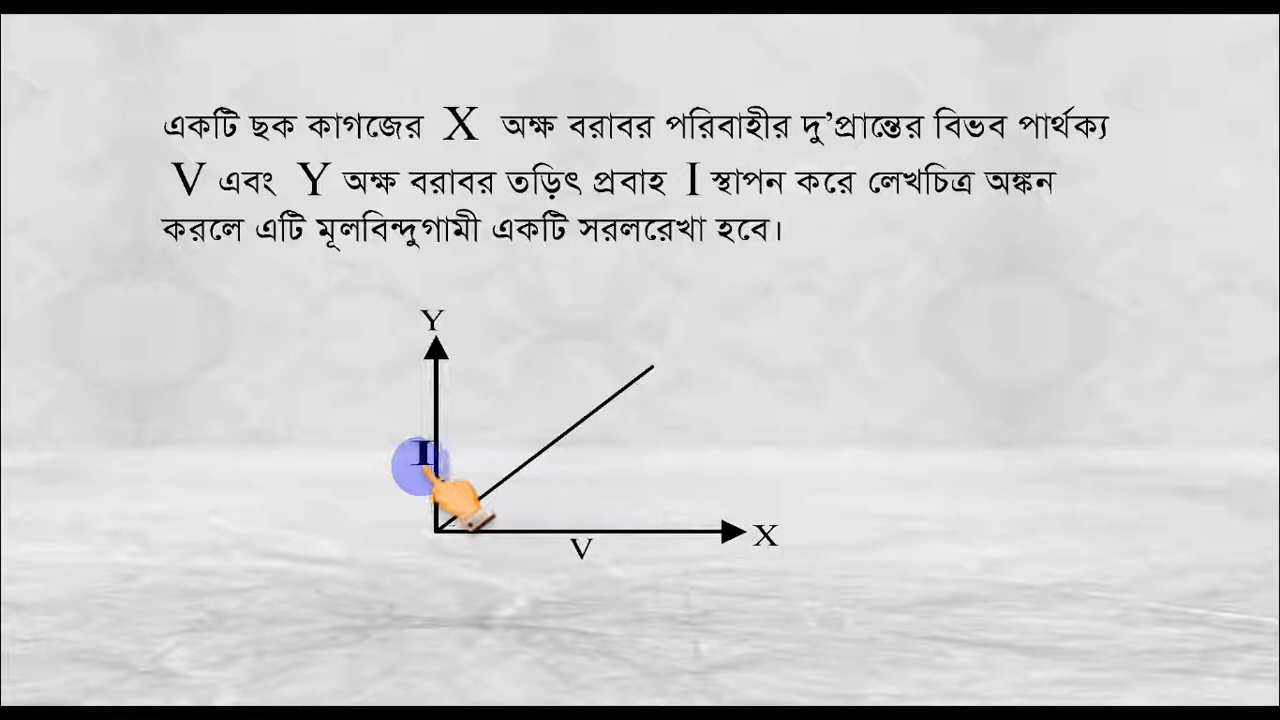 একটি ছক কাগজের X অক্ষ বরাবর পরিবাহীর দু’প্রান্তের বিভব পার্থক্য
V এবং Y অক্ষ বরাবর তড়িৎ প্রবাহ I স্থাপন করে লেখচিত্র অঙ্কন
করলে এটি মূলবিন্দুগামী একটি সরলরেখা হবে।
Y
I
X
V